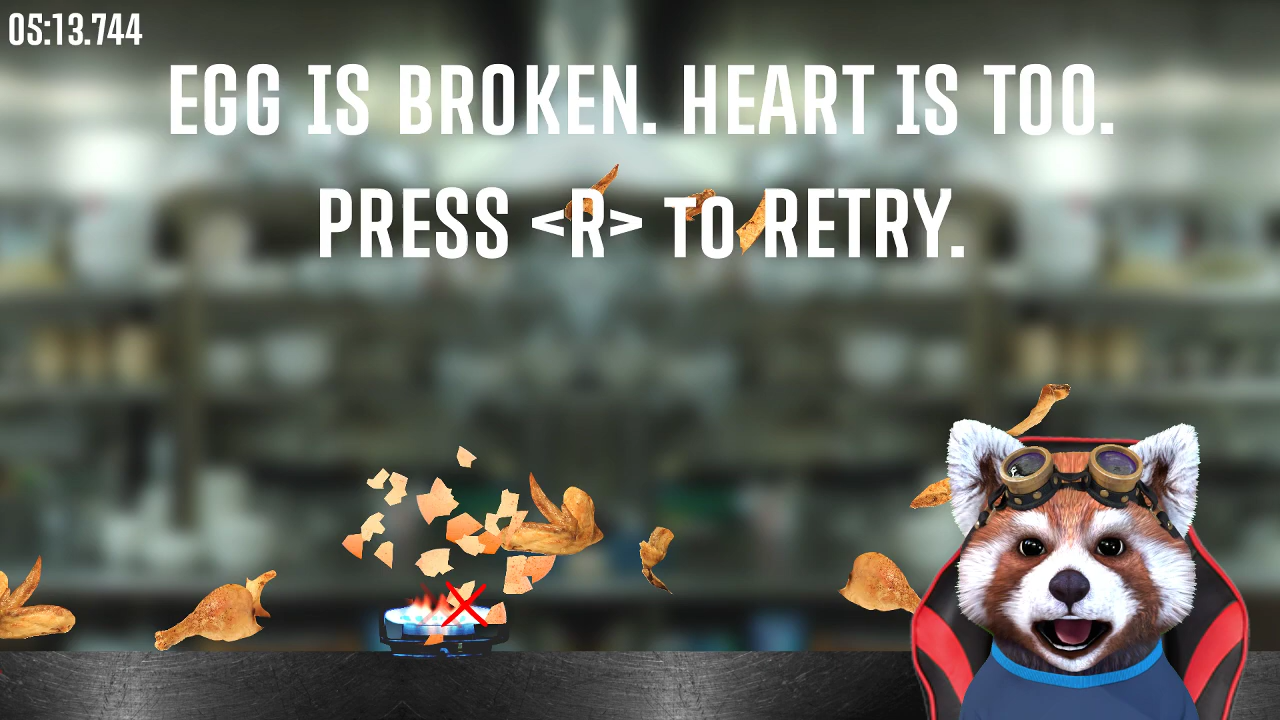 05:13.744
EGG IS BROKEN. HEART IS TOO.
PRESS <R> TO RETRY.